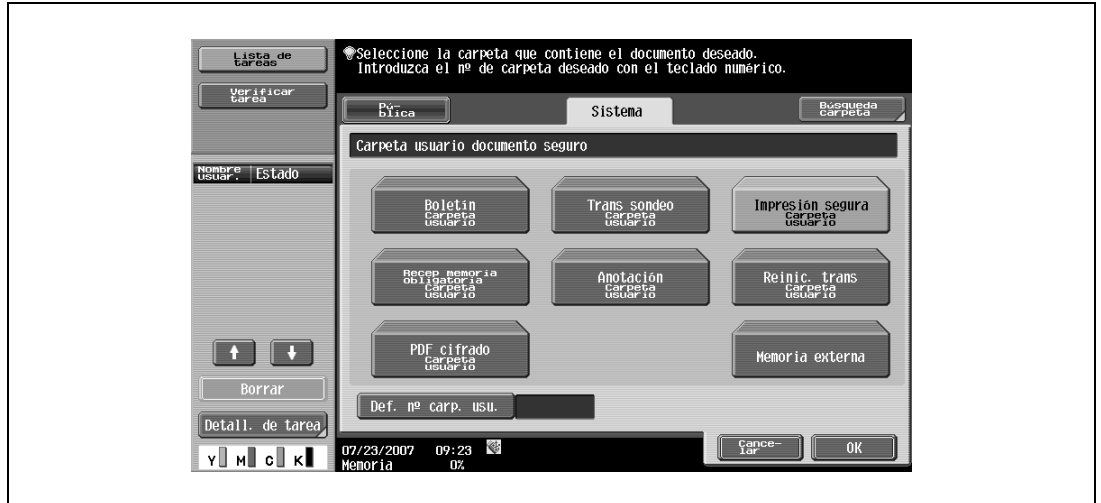 Lista de
tareas
Verificar
tarea
Nombre
usuar.
Estado
Borrar
Detall. de tarea
Y M C K
Seleccione la carpeta que contiene el documento deseado.
Introduzca el nº de carpeta deseado con el teclado numérico.
Pú-
blica
Sistema
Búsqueda
carpeta
Carpeta usuario documento seguro
Boletín
Carpeta
usuario
Trans sondeo
Carpeta
usuario
Impresión segura
Carpeta
usuario
Recep memoria
obligatoria
Carpeta
usuario
Anotación
Carpeta
usuario
Reinic. trans
Carpeta
usuario
PDF cifrado
Carpeta
usuario
Memoria externa
Def. nº carp. usu.
07/23/2007 09:23
Memoria 0%
Cance-
lar
OK